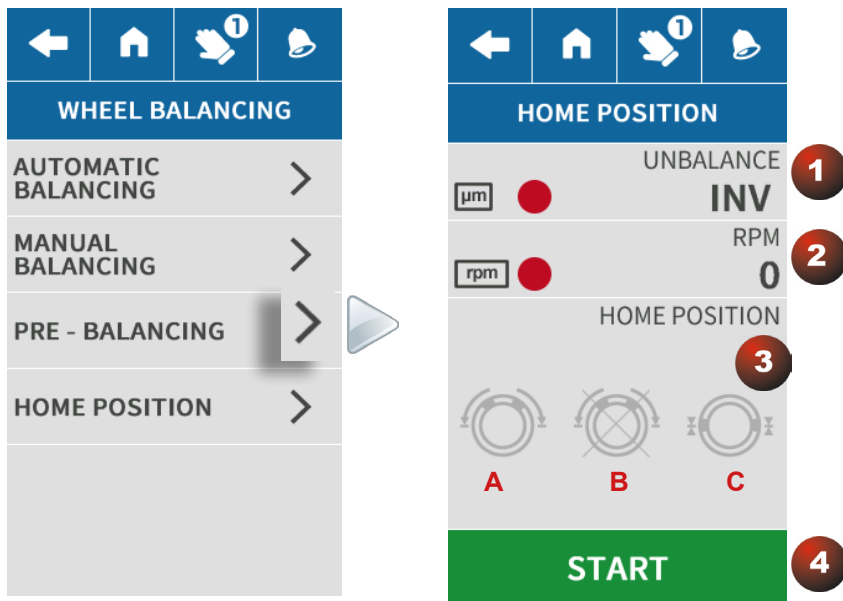 1
WHEEL BALANCING
AUTOMATIC
BALANCING
MANUAL
BALANCING
PRE - BALANCING
HOME POSITION
1
HOME POSITION
UNBALANCE
µm
INV
1
RPM
rpm
0
2
HOME POSITION
3
A B C
START
4